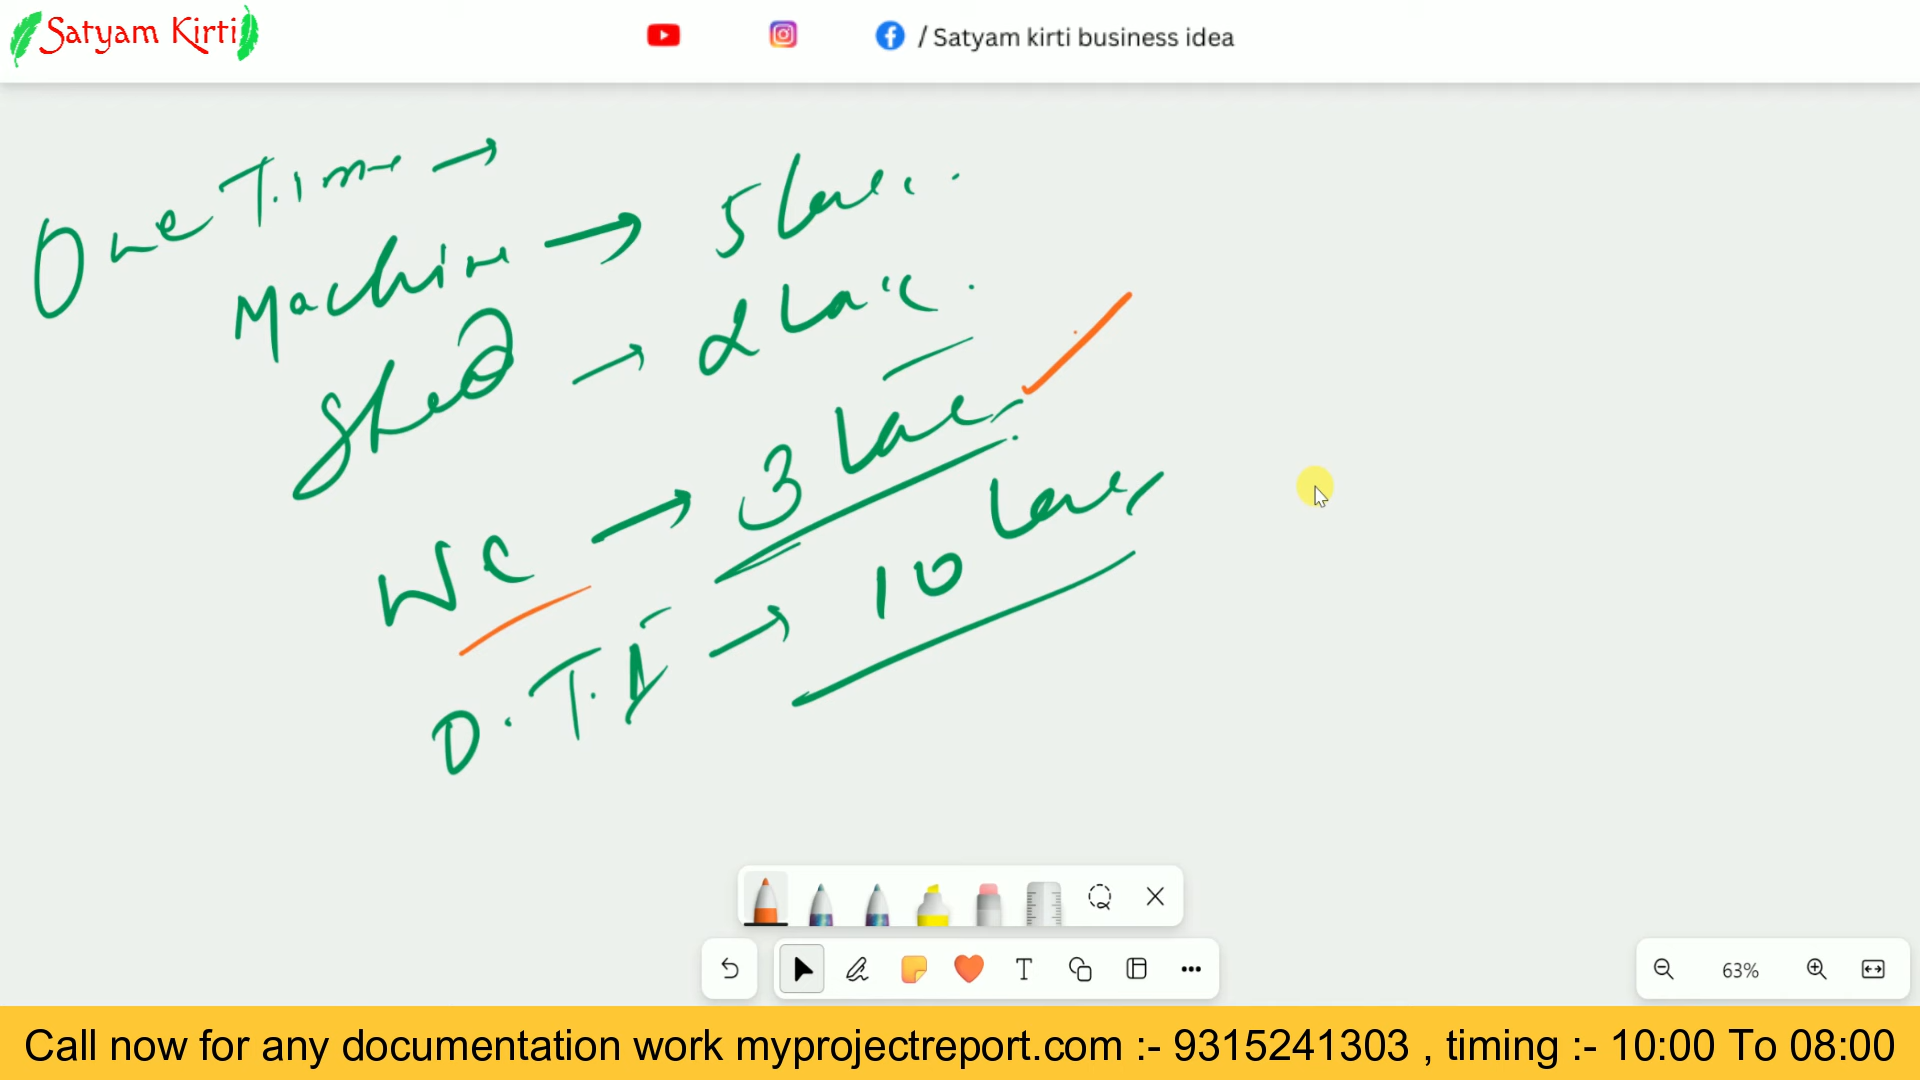 Satyam Kirti
/ Satyam kirti business idea
One Time →
Machine → 5 Lac.
Shed → 2 Lac.
WC → 3 Lac
O.T.I → 10 Lac
63%
Call now for any documentation work myprojectreport.com :- 9315241303 , timing :- 10:00 To 08:00